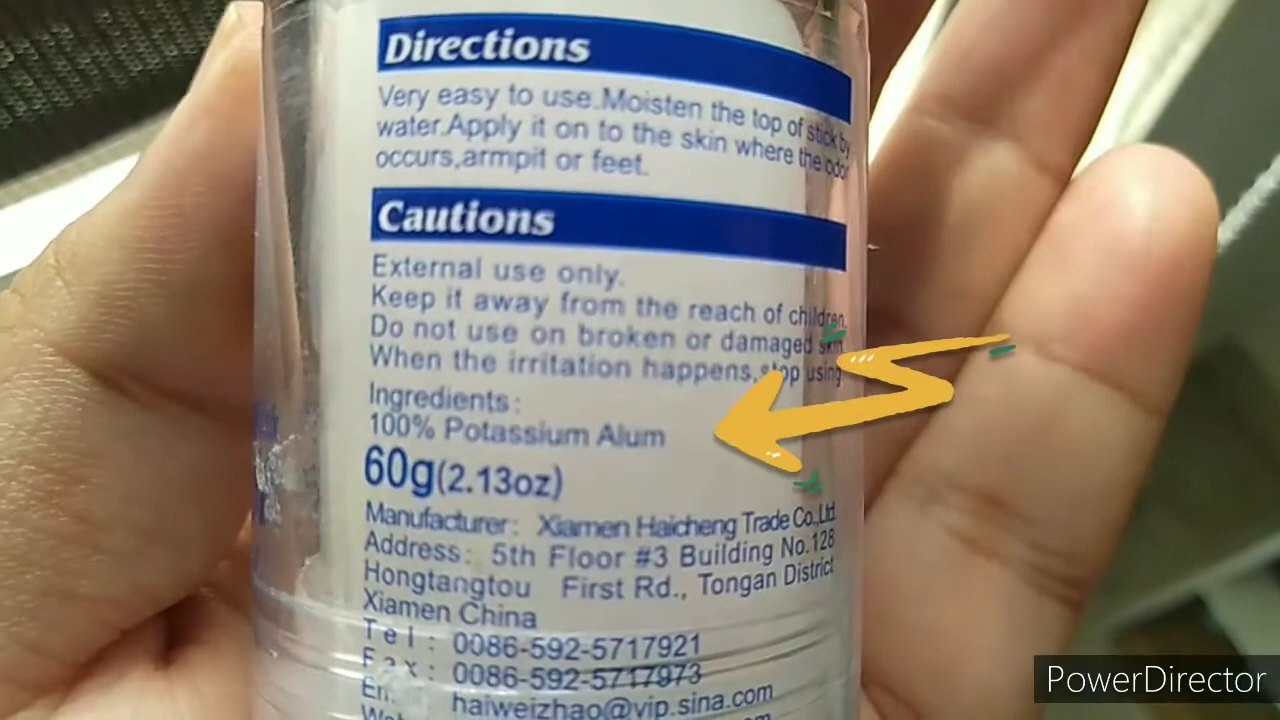 Directions
Very easy to use.Moisten the top of stick by
water.Apply it on to the skin where the odor
occurs,armpit or feet.
Cautions
External use only.
Keep it away from the reach of children.
Do not use on broken or damaged skin.
When the irritation happens,stop using.
Ingredients:
100% Potassium Alum
60g(2.13oz)
Manufacturer: Xiamen Haicheng Trade Co.,Ltd.
Address: 5th Floor #3 Building No.128
Hongtangtou First Rd., Tongan District
Xiamen China
Tel: 0086-592-5717921
Fax: 0086-592-5717973
haiweizhao@vip.sina.com
PowerDirector